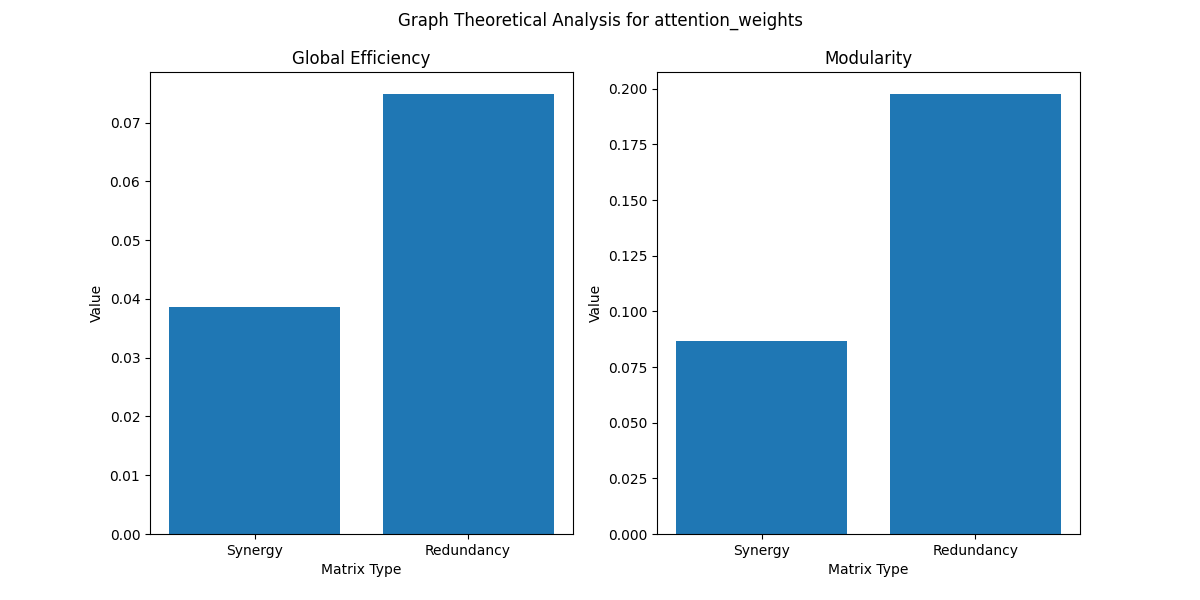 Graph Theoretical Analysis for attention_weights
Global Efficiency
0.07
0.06
0.05
0.04
0.03
0.02
0.01
0.00
Value
Synergy
Redundancy
Matrix Type
Modularity
0.200
0.175
0.150
0.125
0.100
0.075
0.050
0.025
0.000
Value
Synergy
Redundancy
Matrix Type